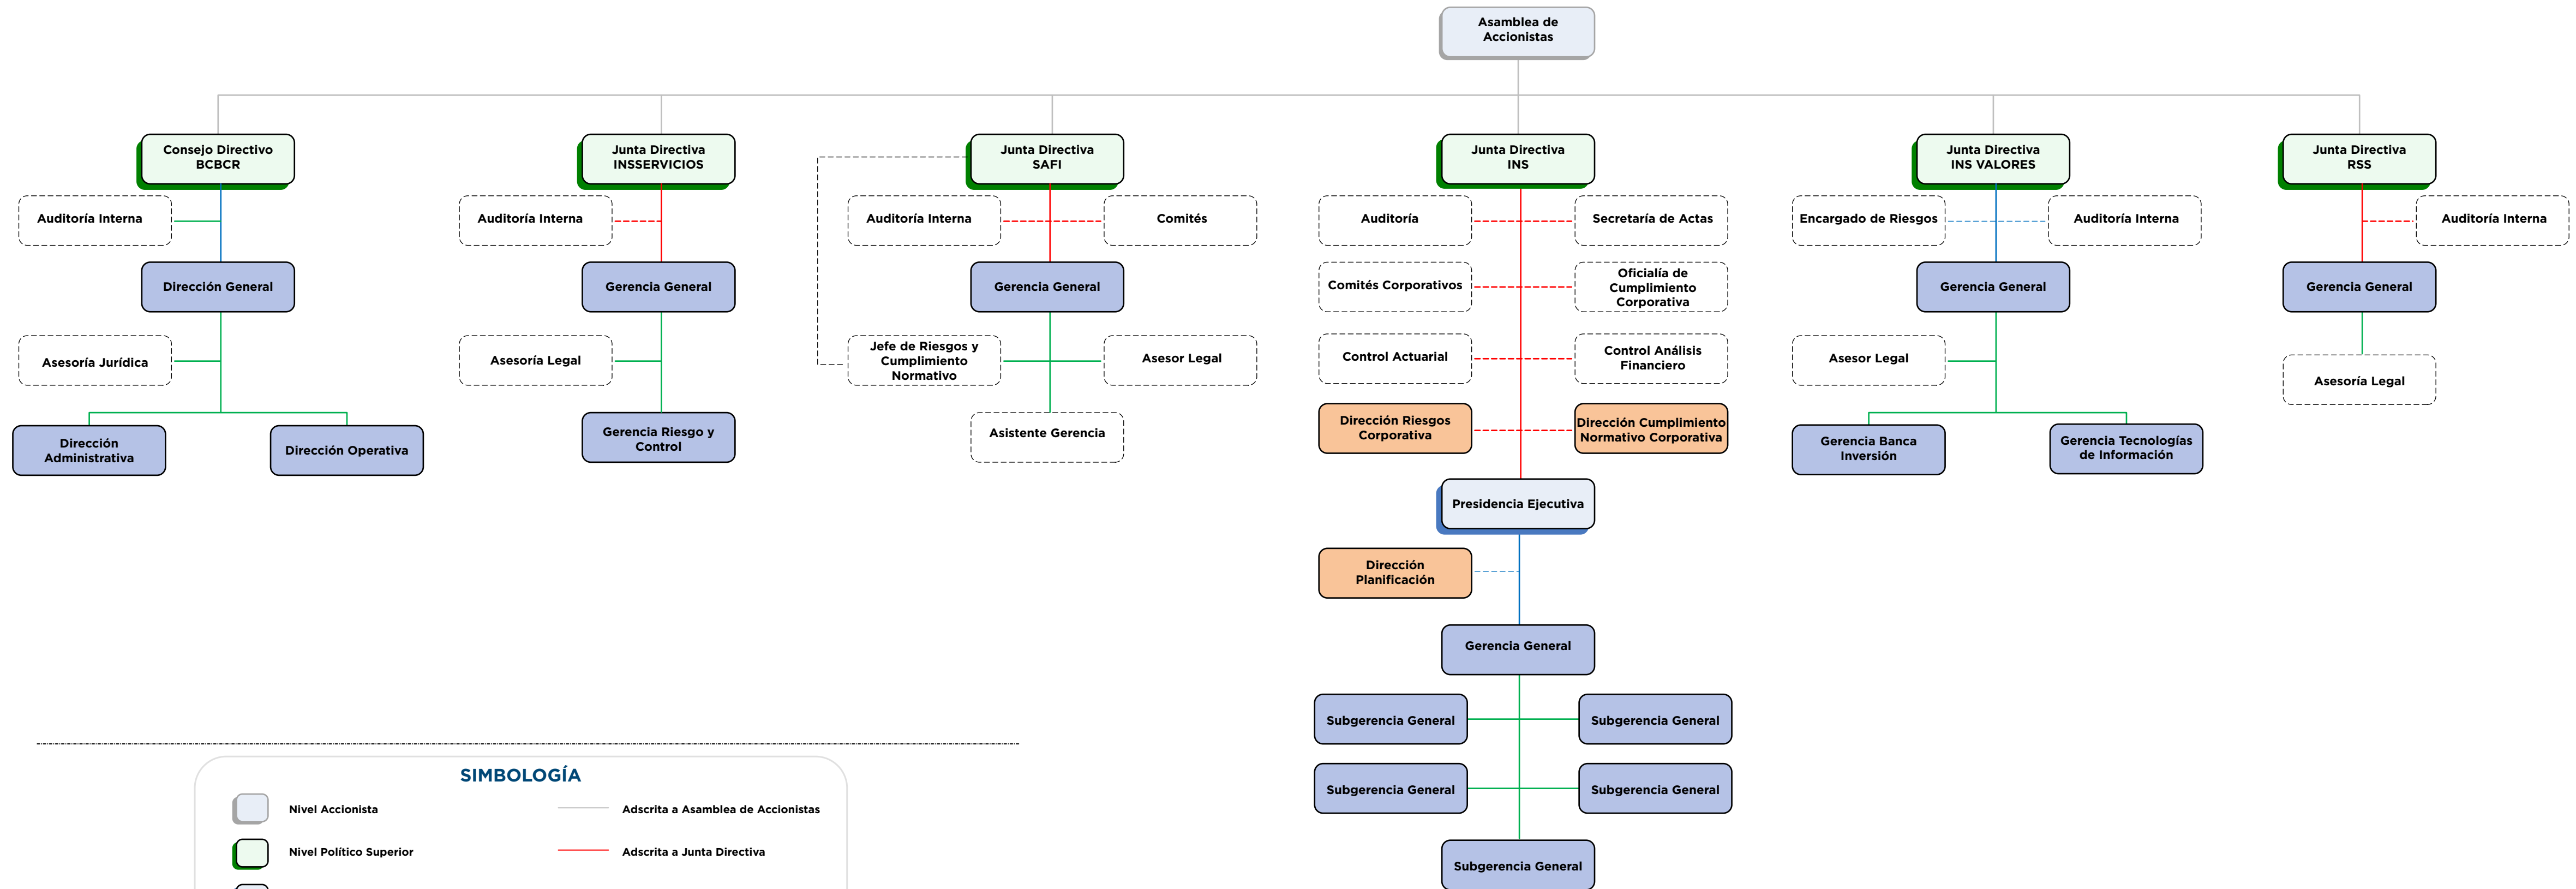 Asamblea de
Accionistas
Consejo Directivo
BCBCR
Junta Directiva
INSSERVICIOS
Junta Directiva
SAFI
Junta Directiva
INS
Junta Directiva
INS VALORES
Junta Directiva
RSS
Auditoría Interna
Auditoría Interna
Auditoría Interna
Comités
Auditoría
Secretaría de Actas
Encargado de Riesgos
Auditoría Interna
Auditoría Interna
Dirección General
Gerencia General
Gerencia General
Comités Corporativos
Oficialía de
Cumplimiento
Corporativa
Gerencia General
Gerencia General
Asesoría Jurídica
Asesoría Legal
Jefe de Riesgos y
Cumplimiento
Normativo
Asesor Legal
Control Actuarial
Control Análisis
Financiero
Asesor Legal
Asesoría Legal
Dirección
Administrativa
Dirección Operativa
Gerencia Riesgo y
Control
Asistente Gerencia
Dirección Riesgos
Corporativa
Dirección Cumplimiento
Normativo Corporativa
Gerencia Banca
Inversión
Gerencia Tecnologías
de Información
Presidencia Ejecutiva
Dirección
Planificación
Gerencia General
Subgerencia General
Subgerencia General
Subgerencia General
Subgerencia General
Subgerencia General
SIMBOLOGÍA
Nivel Accionista
Adscrita a Asamblea de Accionistas
Nivel Político Superior
Adscrita a Junta Directiva